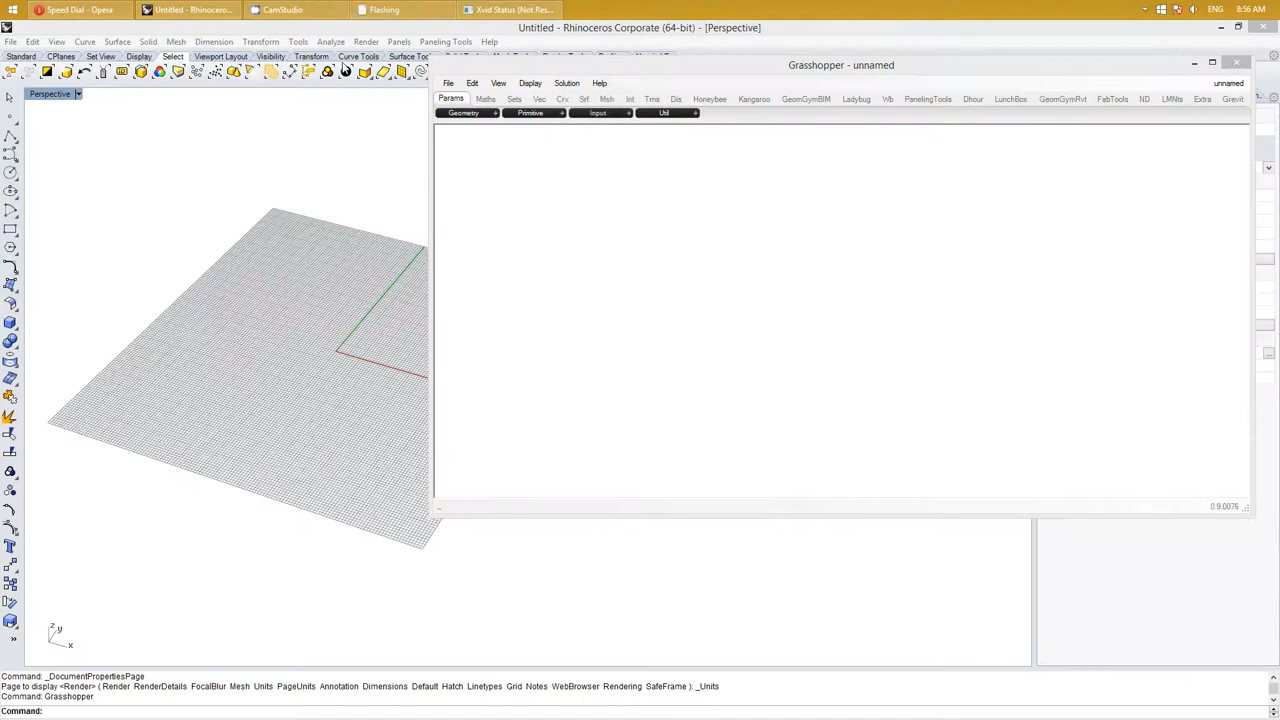 Speed Dial - Opera
Untitled - Rhinocero...
CamStudio
Flashing
Xvid Status (Not Res...
ENG
8:56 AM
Untitled - Rhinoceros Corporate (64-bit) - [Perspective]
File Edit View Curve Surface Solid Mesh Dimension Transform Tools Analyze Render Panels Paneling Tools Help
Standard CPlanes Set View Display Select Viewport Layout Visibility Transform Curve Tools Surface Too
Grasshopper - unnamed
File Edit View Display Solution Help
unnamed
Params Maths Sets Vec Crv Srf Msh Int Trns Dis Honeybee Kangaroo GeomGymBIM Ladybug Wb PanelingTools Dhour LunchBox GeomGymRvt FabTools ND LMNts Extra Grevit
Geometry + Primitive + Input + Util +
Perspective
0.9.0076
z
y
x
Command: _DocumentPropertiesPage
Page to display <Render> ( Render RenderDetails FocalBlur Mesh Units PageUnits Annotation Dimensions Default Hatch Linetypes Grid Notes WebBrowser Rendering SafeFrame ): _Units
Command: Grasshopper
Command: